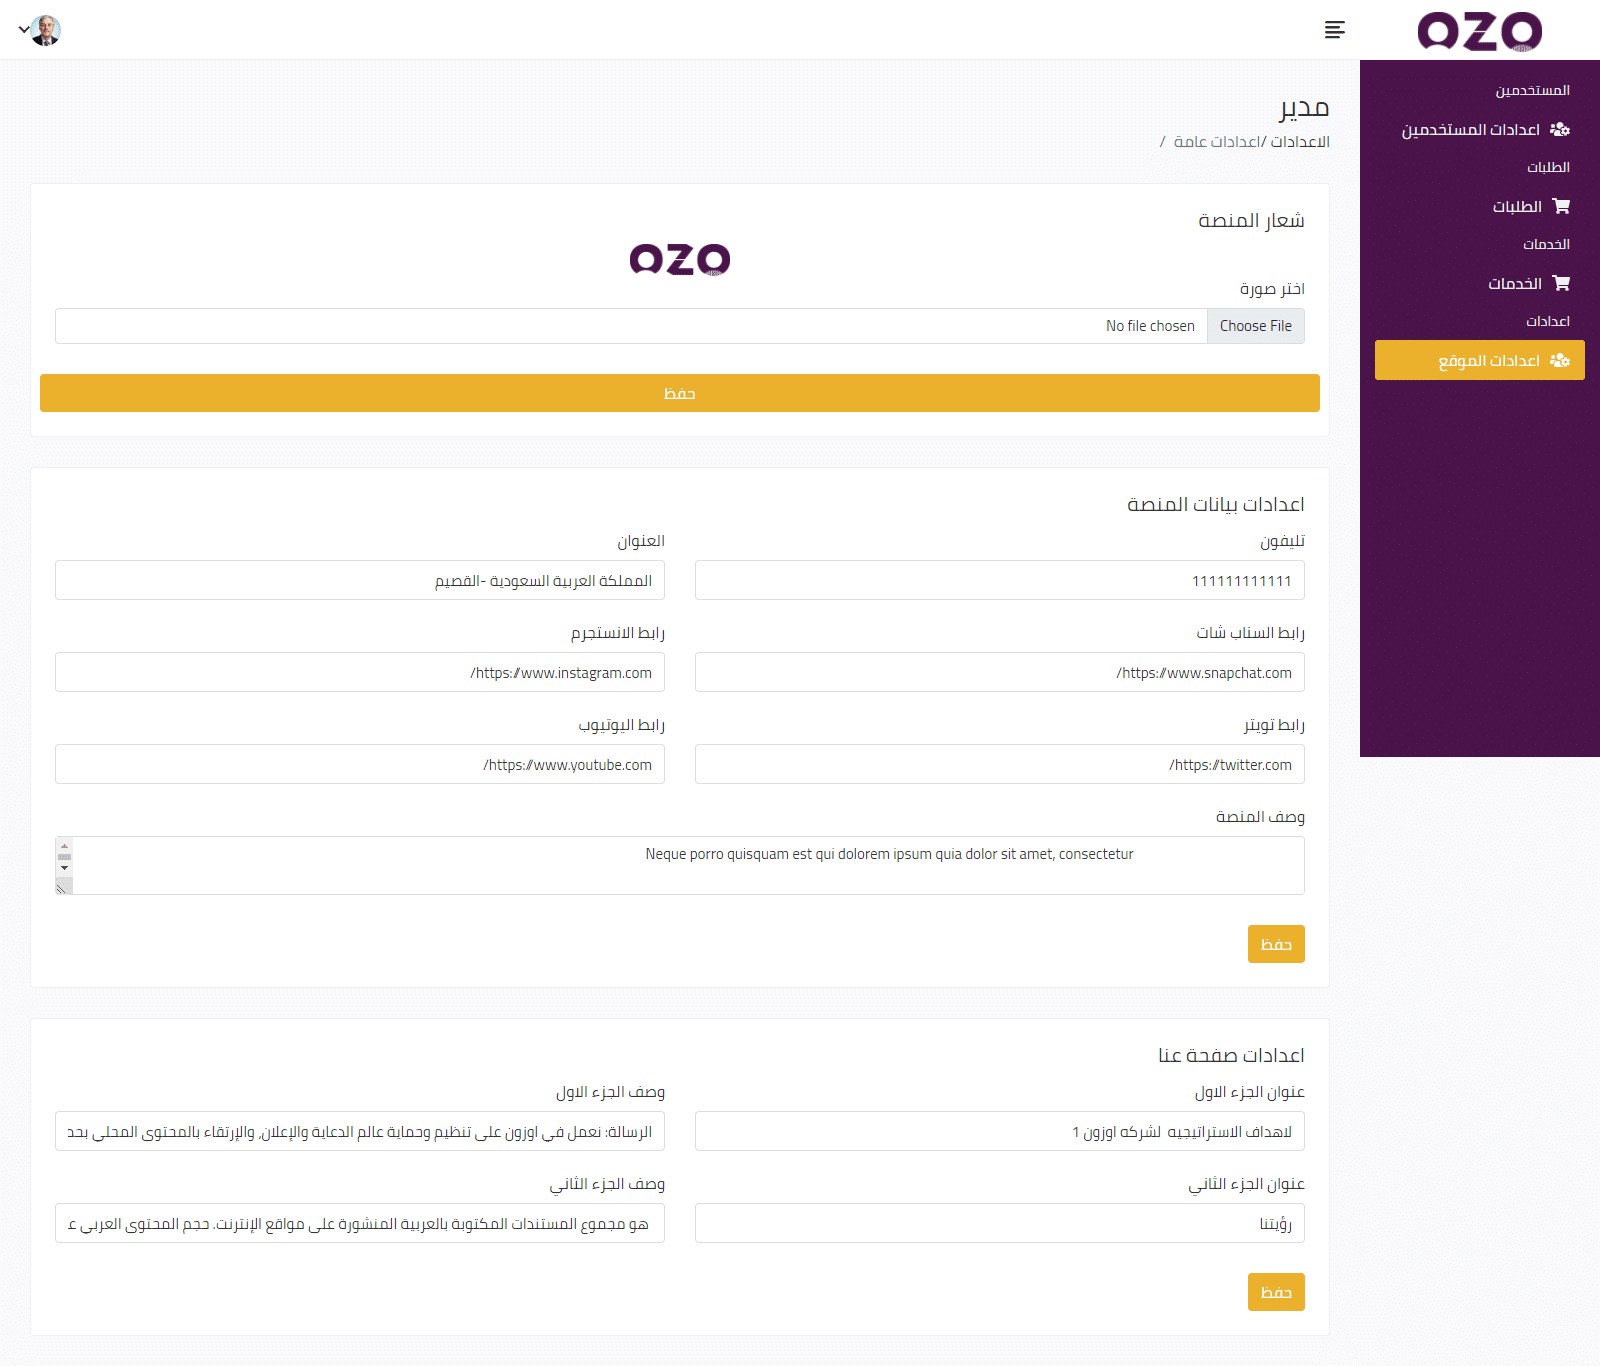 ozo
المستخدمين
اعدادات المستخدمين
الطلبات
الطلبات
الخدمات
الخدمات
اعدادات
اعدادات الموقع
مدير
الاعدادات /اعدادات عامة /
شعار المنصة
ozo
اختر صورة
Choose File No file chosen
حفظ
اعدادات بيانات المنصة
تليفون
العنوان
111111111111
المملكة العربية السعودية -القصيم
رابط السناب شات
رابط الانستجرم
https://www.snapchat.com/
https://www.instagram.com/
رابط تويتر
رابط اليوتيوب
https://twitter.com/
https://www.youtube.com/
وصف المنصة
Neque porro quisquam est qui dolorem ipsum quia dolor sit amet, consectetur
حفظ
اعدادات صفحة عنا
عنوان الجزء الاول
وصف الجزء الاول
لاهداف الاستراتيجيه لشركه اوزون 1
الرسالة: نعمل في اوزون على تنظيم وحماية عالم الدعاية والإعلان, والإرتقاء بالمحتوى المحلي بحد
عنوان الجزء الثاني
وصف الجزء الثاني
رؤيتنا
هو مجموع المستندات المكتوبة بالعربية المنشورة على مواقع الإنترنت. حجم المحتوى العربي ع
حفظ